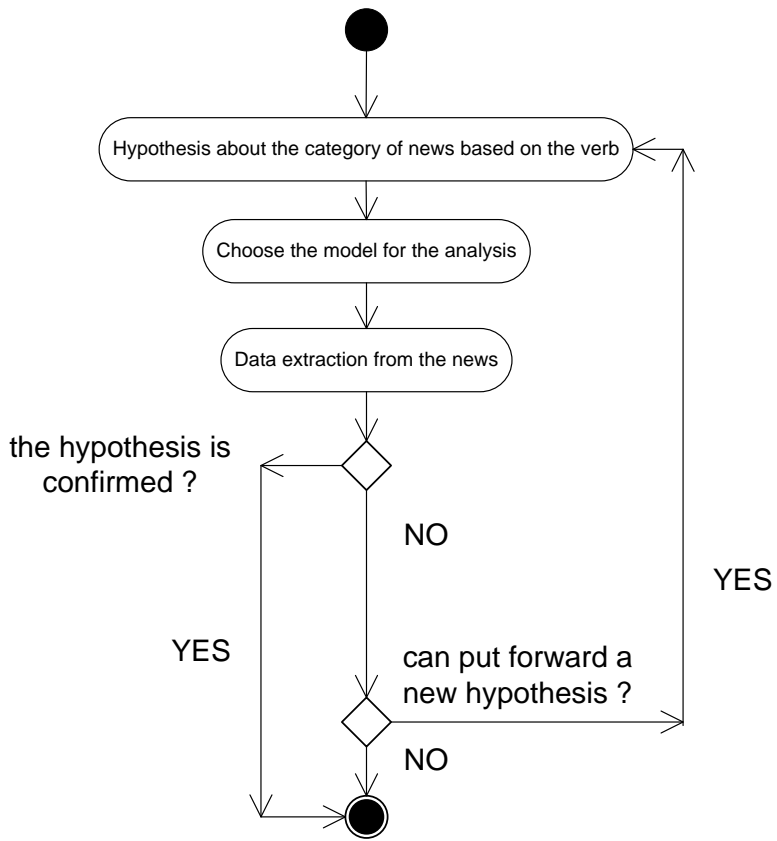 Hypothesis about the category of news based on the verb
Choose the model for the analysis
Data extraction from the news
the hypothesis is
confirmed ?
NO
YES
YES
can put forward a
new hypothesis ?
NO